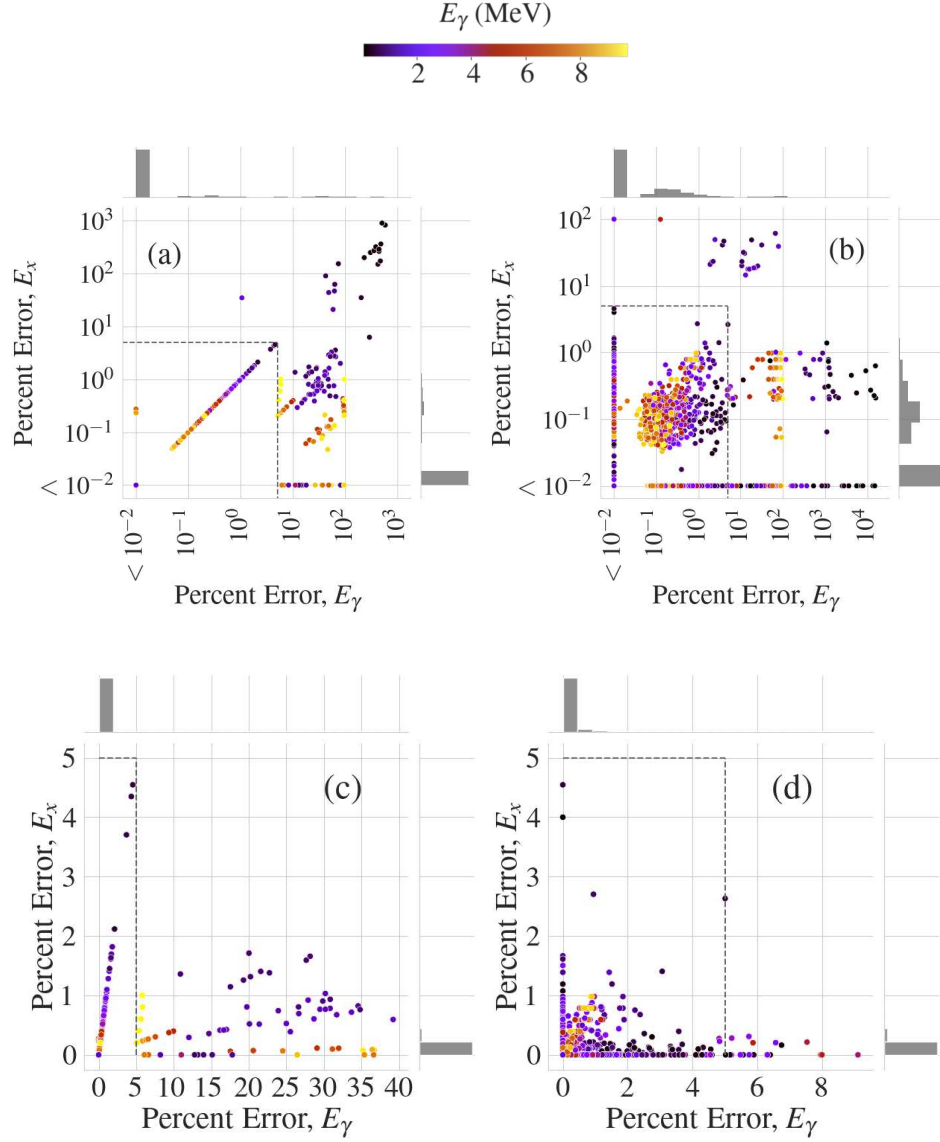 E_γ (MeV)
2 4 6 8
(a)
Percent Error, E_x
10^3
10^2
10^1
10^0
10^-1
< 10^-2
< 10^-2 10^-1 10^0 10^1 10^2 10^3
Percent Error, E_γ
(b)
Percent Error, E_x
10^2
10^1
10^0
10^-1
< 10^-2
< 10^-2 10^-1 10^0 10^1 10^2 10^3 10^4
Percent Error, E_γ
(c)
Percent Error, E_x
5
4
3
2
1
0
0 5 10 15 20 25 30 35 40
Percent Error, E_γ
(d)
Percent Error, E_x
5
4
3
2
1
0
0 2 4 6 8
Percent Error, E_γ